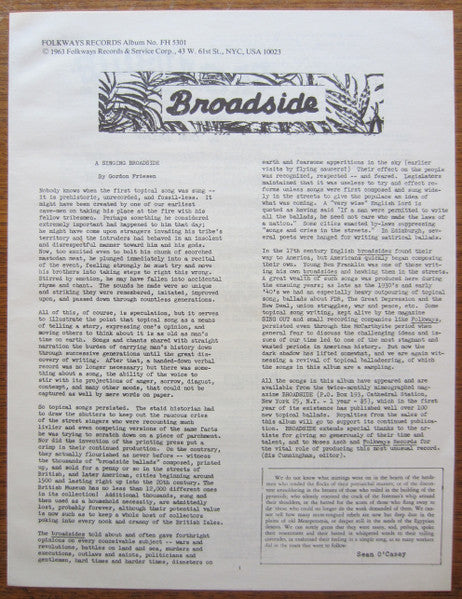 FOLKWAYS RECORDS Album No. FH 5301
© 1963 Folkways Records & Service Corp., 43 W. 61st St., NYC, USA 10023
Broadside
A SINGING BROADSIDE
By Gordon Friesen
Nobody knows when the first topical song was sung --
it is prehistoric, unrecorded, and fossil-less. It
might have been created by one of our earliest
cave-men on taking his place at the fire with his
fellow tribesmen. Perhaps something he considered
extremely important had happened to him that day;
he might have come upon strangers invading his tribe's
territory and the intruders had behaved in an insolent
and disrespectful manner toward him and his gods.
Now, too excited even to bolt his chunk of scorched
mastodon meat, he plunged immediately into a recital
of the event, feeling strongly he must try and move
his brothers into taking steps to right this wrong.
Stirred by emotion, he may have fallen into accidental
rhyme and chant. The sounds he made were so unique
and striking they were remembered, imitated, improved
upon, and passed down through countless generations.
All of this, of course, is speculation, but it serves
to illustrate the point that topical song as a means
of telling a story, expressing one's opinion, and
moving others to think about it is as old as man's
time on earth. Songs and chants shared with straight
narration the burden of carrying man's history down
through successive generations until the great dis-
covery of writing. After that, a handed-down verbal
record was no longer necessary; but there was some-
thing about a song, the ability of the voice to
stir with its projections of anger, sorrow, disgust,
contempt, and many other moods, that could not be
captured as well by mere words on paper.
So topical songs persisted. The staid historian had
to draw the shutters to keep out the raucous cries
of the street singers who were recounting much
livlier and even competing versions of the same facts
he was trying to scratch down on a piece of parchment.
Nor did the invention of the printing press put a
crimp in their continued production. On the contrary,
they actually flourished as never before -- witness
the thousands of "broadside ballads" composed, printed
up, and sold for a penny or so in the streets of
British, and later American, cities beginning around
1500 and lasting right up into the 20th century. The
British Museum has no less than 12,000 different ones
in its collection! Additional thousands, sung and
then used as a household necessity, are admittedly
lost, probably forever, although their potential value
is now such as to keep a whole host of collectors
poking into every nook and cranny of the British Isles.
The broadsides told about and often gave forthright
opinions on every conceivable subject -- wars and
revolutions, battles on land and sea, murders and
executions, outlaws and saints, politicians and
gentlemen, hard times and harder times, disasters on
earth and fearsome apparitions in the sky (earlier
visits by flying saucers?) Their effect on the people
was recognized, respected -- and feared. Legislators
maintained that it was useless to try and effect re-
forms unless songs were first composed and sung wide-
ly in the streets to give the populace an idea of
what was coming. A "very wise" English lord is
quoted as having said "If a man were permitted to write
all the ballads, he need not care who made the laws of
a nation." Some cities enacted by-laws suppressing
"songs and cries in the streets." In Edinburgh, sev-
eral poets were hanged for writing satirical ballads.
In the 17th century English broadsides found their
way to America, but Americans quickly began composing
their own. Young Ben Franklin was one of those writ-
ing his own broadsides and hawking them in the streets.
A great wealth of such songs was produced here during
the ensuing years; as late as the 1930's and early
'40's we had an especially heavy outpouring of topical
song, ballads about FDR, the Great Depression and the
New Deal, union struggles, war and peace, etc. Some
topical song writing, kept alive by the magazine
SING OUT and small recording companies like Folkways,
persisted even through the McCarthyite period when
general fear to discuss the challenging ideas and is-
sues of our time led to one of the most stagnant and
wasted periods in American history. But now the
dark shadow has lifted somewhat, and we are again wit-
nessing a revival of topical balladeering, of which
the songs in this album are a sampling.
All the songs in this album have appeared and are
available from the twice-monthly mimeographed mag-
azine BROADSIDE (P.O. Box 193, Cathedral Station,
New York 25, N.Y. - 1 year - $5), which in the first
year of its existence has published well over 100
new topical ballads. Royalties from the sales of
this album will go to support its continued publica-
tion. BROADSIDE extends special thanks to the ar-
tists for giving so generously of their time and
talent, and to Moses Asch and Folkways Records for
the vital role of producing this most unusual record.
(Sis Cunningham, editor).
Sean O'Casey
1